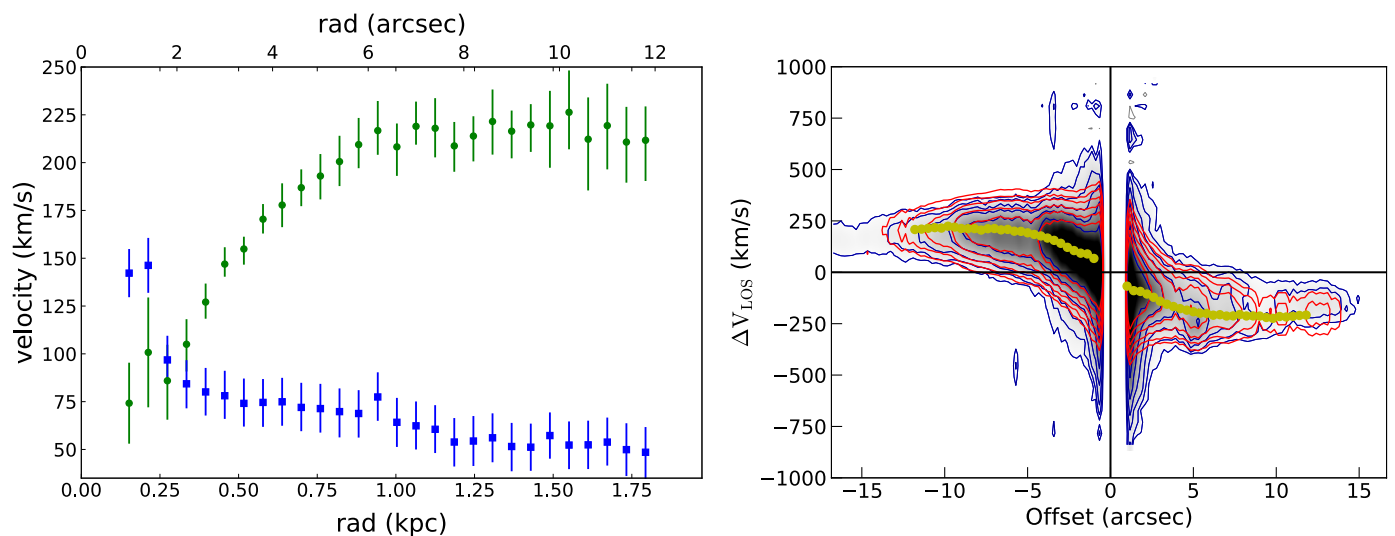 rad (arcsec)
0 2 4 6 8 10 12
250
225
200
175
150
125
100
75
50
velocity (km/s)
0.00 0.25 0.50 0.75 1.00 1.25 1.50 1.75
rad (kpc)
1000
750
500
250
0
−250
−500
−750
−1000
ΔV_LOS (km/s)
−15 −10 −5 0 5 10 15
Offset (arcsec)